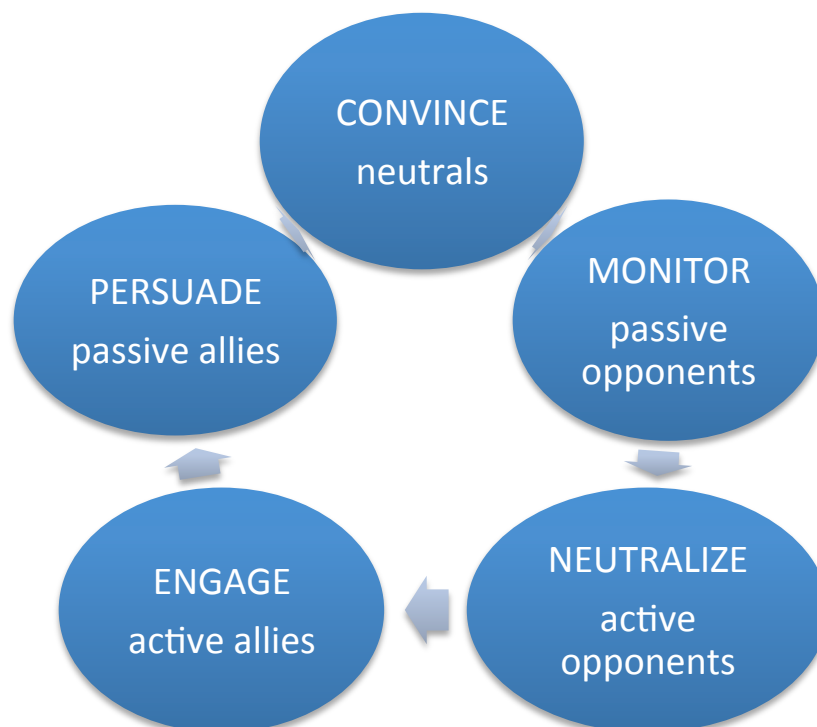 CONVINCE
neutrals
MONITOR
passive
opponents
NEUTRALIZE
active
opponents
ENGAGE
active allies
PERSUADE
passive allies